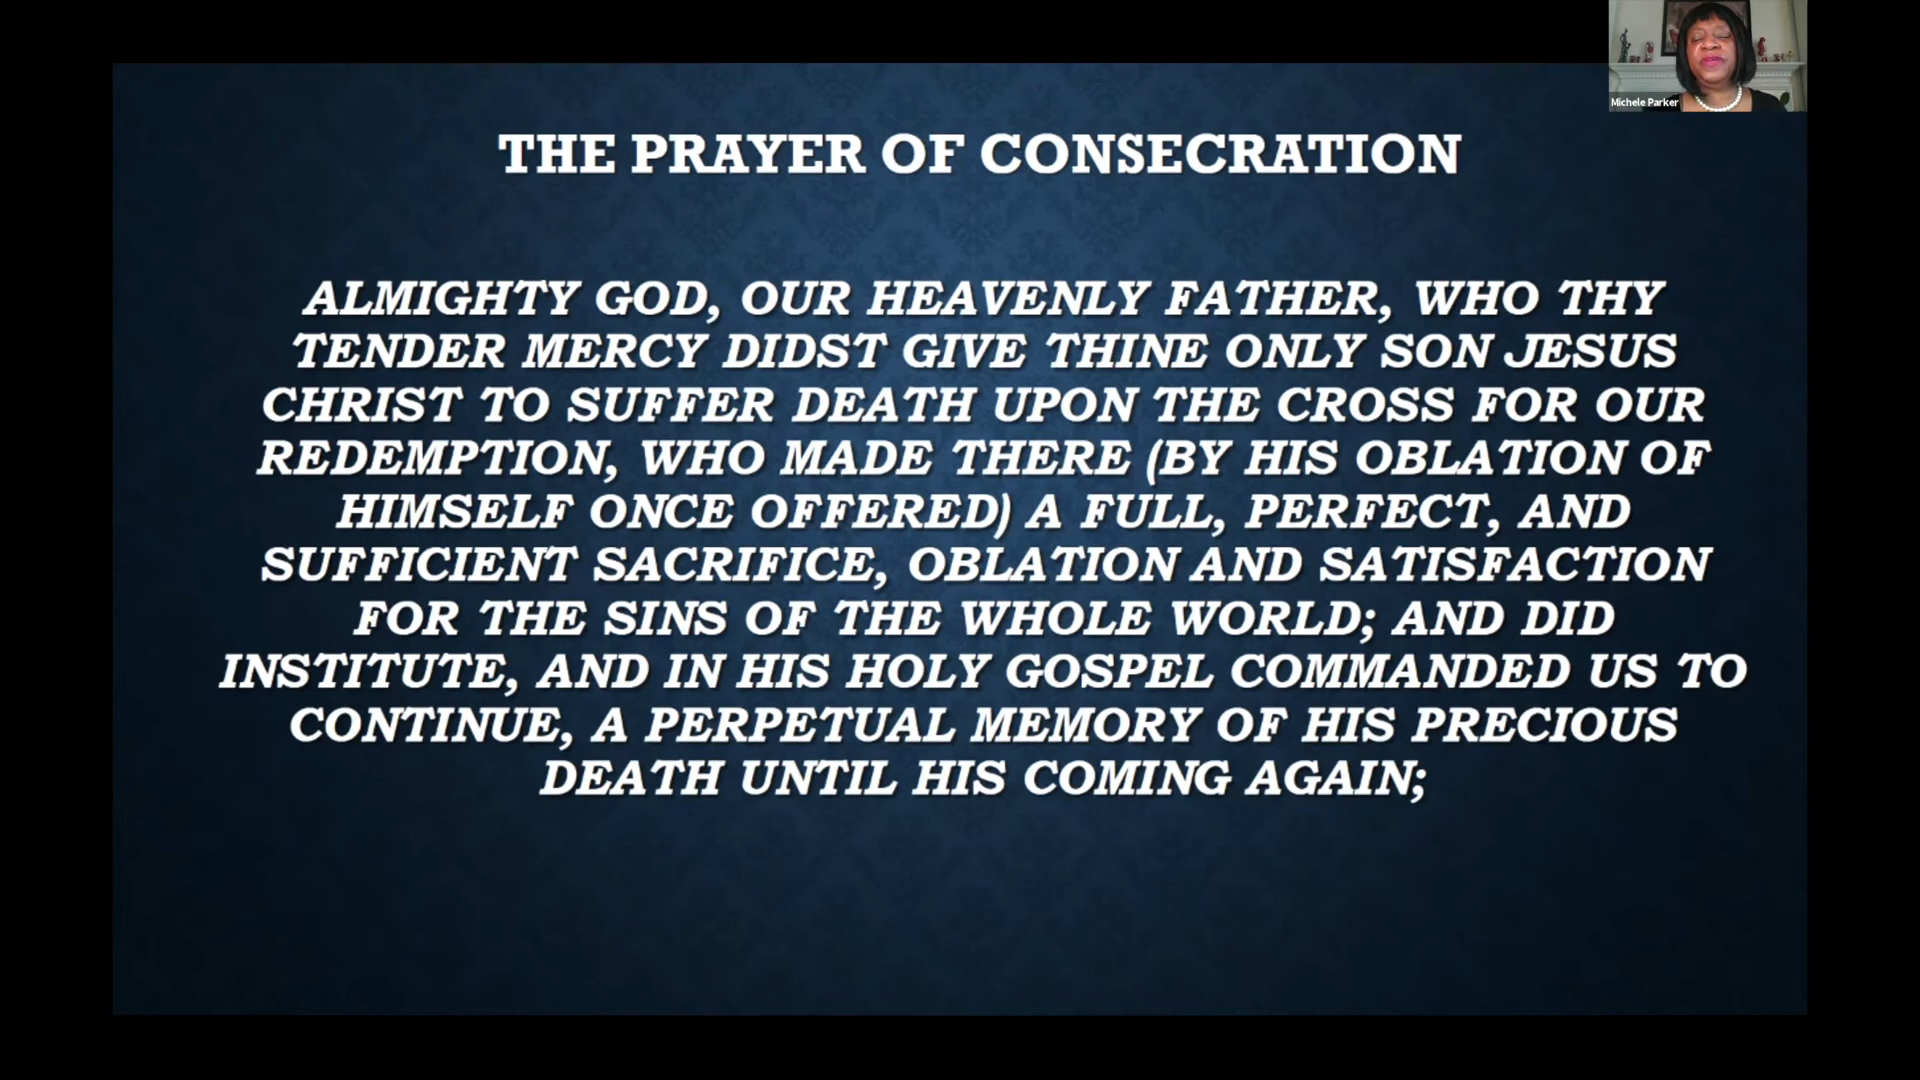 Michele Parker
THE PRAYER OF CONSECRATION
ALMIGHTY GOD, OUR HEAVENLY FATHER, WHO THY
TENDER MERCY DIDST GIVE THINE ONLY SON JESUS
CHRIST TO SUFFER DEATH UPON THE CROSS FOR OUR
REDEMPTION, WHO MADE THERE (BY HIS OBLATION OF
HIMSELF ONCE OFFERED) A FULL, PERFECT, AND
SUFFICIENT SACRIFICE, OBLATION AND SATISFACTION
FOR THE SINS OF THE WHOLE WORLD; AND DID
INSTITUTE, AND IN HIS HOLY GOSPEL COMMANDED US TO
CONTINUE, A PERPETUAL MEMORY OF HIS PRECIOUS
DEATH UNTIL HIS COMING AGAIN;